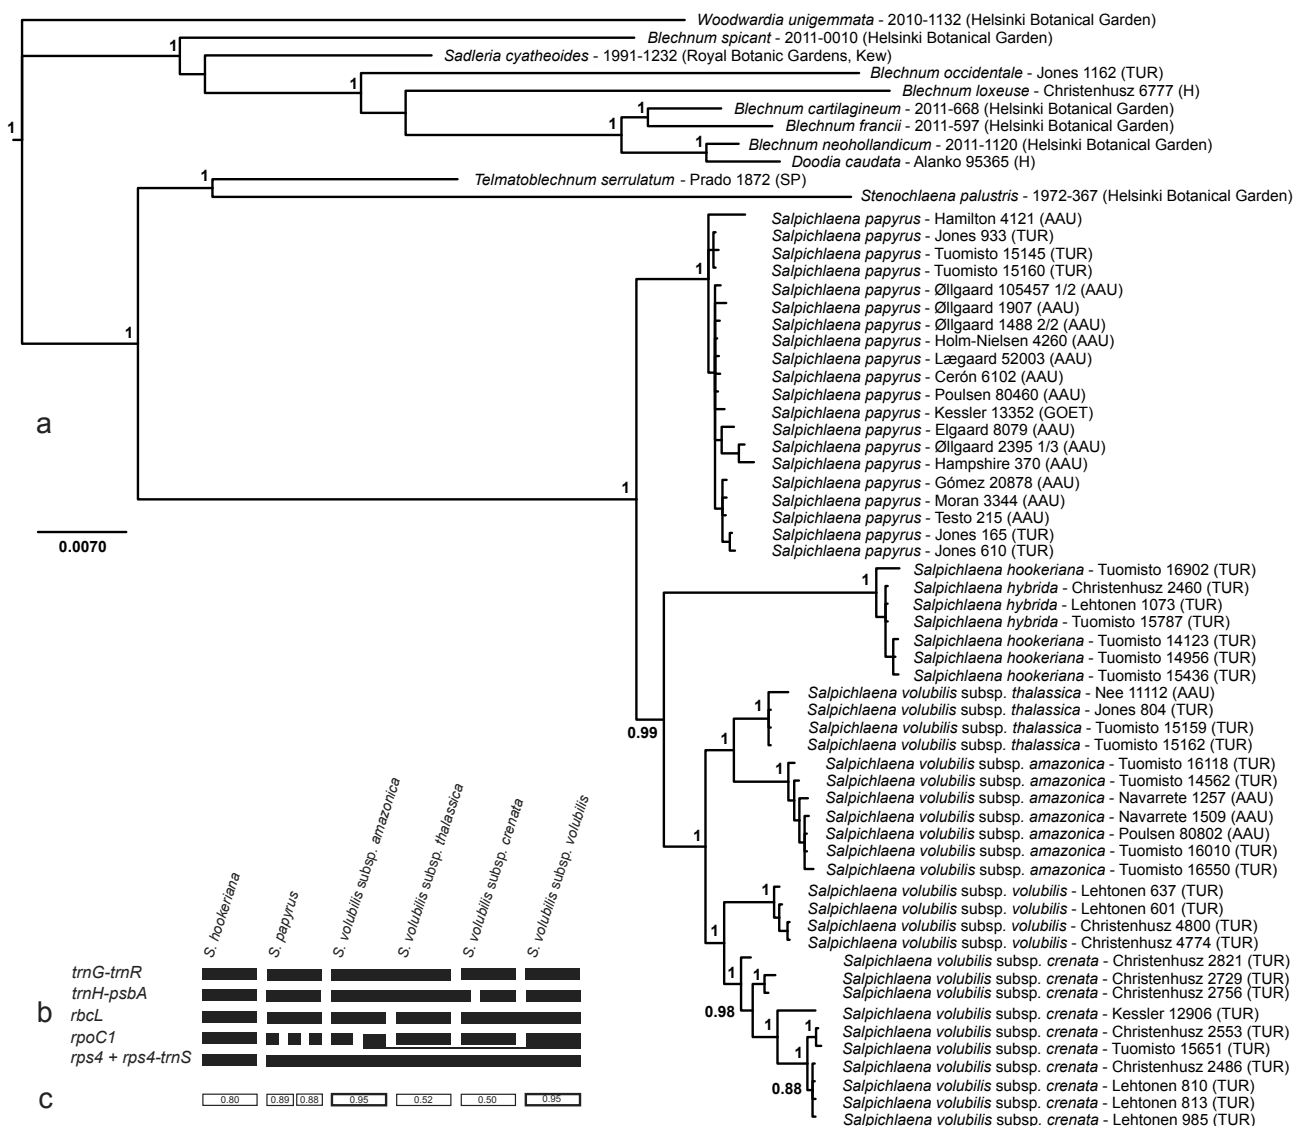 Woodwardia unigemmata - 2010-1132 (Helsinki Botanical Garden)
Blechnum spicant - 2011-0010 (Helsinki Botanical Garden)
1
Sadleria cyatheoides - 1991-1232 (Royal Botanic Gardens, Kew)
Blechnum occidentale - Jones 1162 (TUR)
1
Blechnum loxeuse - Christenhusz 6777 (H)
Blechnum cartilagineum - 2011-668 (Helsinki Botanical Garden)
1
Blechnum francii - 2011-597 (Helsinki Botanical Garden)
1
1
Blechnum neohollandicum - 2011-1120 (Helsinki Botanical Garden)
1
Doodia caudata - Alanko 95365 (H)
Telmatoblechnum serrulatum - Prado 1872 (SP)
1
Stenochlaena palustris - 1972-367 (Helsinki Botanical Garden)
Salpichlaena papyrus - Hamilton 4121 (AAU)
Salpichlaena papyrus - Jones 933 (TUR)
Salpichlaena papyrus - Tuomisto 15145 (TUR)
Salpichlaena papyrus - Tuomisto 15160 (TUR)
1
Salpichlaena papyrus - Øllgaard 105457 1/2 (AAU)
Salpichlaena papyrus - Øllgaard 1907 (AAU)
Salpichlaena papyrus - Øllgaard 1488 2/2 (AAU)
1
Salpichlaena papyrus - Holm-Nielsen 4260 (AAU)
Salpichlaena papyrus - Lægaard 52003 (AAU)
Salpichlaena papyrus - Cerón 6102 (AAU)
Salpichlaena papyrus - Poulsen 80460 (AAU)
Salpichlaena papyrus - Kessler 13352 (GOET)
a
Salpichlaena papyrus - Elgaard 8079 (AAU)
Salpichlaena papyrus - Øllgaard 2395 1/3 (AAU)
Salpichlaena papyrus - Hampshire 370 (AAU)
Salpichlaena papyrus - Gómez 20878 (AAU)
1
Salpichlaena papyrus - Moran 3344 (AAU)
Salpichlaena papyrus - Testo 215 (AAU)
Salpichlaena papyrus - Jones 165 (TUR)
0.0070
Salpichlaena papyrus - Jones 610 (TUR)
Salpichlaena hookeriana - Tuomisto 16902 (TUR)
1
Salpichlaena hybrida - Christenhusz 2460 (TUR)
Salpichlaena hybrida - Lehtonen 1073 (TUR)
Salpichlaena hybrida - Tuomisto 15787 (TUR)
Salpichlaena hookeriana - Tuomisto 14123 (TUR)
Salpichlaena hookeriana - Tuomisto 14956 (TUR)
Salpichlaena hookeriana - Tuomisto 15436 (TUR)
Salpichlaena volubilis subsp. thalassica - Nee 11112 (AAU)
1
Salpichlaena volubilis subsp. thalassica - Jones 804 (TUR)
Salpichlaena volubilis subsp. thalassica - Tuomisto 15159 (TUR)
0.99
1
Salpichlaena volubilis subsp. thalassica - Tuomisto 15162 (TUR)
Salpichlaena volubilis subsp. amazonica - Tuomisto 16118 (TUR)
1
Salpichlaena volubilis subsp. amazonica - Tuomisto 14562 (TUR)
Salpichlaena volubilis subsp. amazonica - Navarrete 1257 (AAU)
Salpichlaena volubilis subsp. amazonica - Navarrete 1509 (AAU)
1
Salpichlaena volubilis subsp. amazonica - Poulsen 80802 (AAU)
Salpichlaena volubilis subsp. amazonica - Tuomisto 16010 (TUR)
Salpichlaena volubilis subsp. amazonica - Tuomisto 16550 (TUR)
Salpichlaena volubilis subsp. volubilis - Lehtonen 637 (TUR)
1
Salpichlaena volubilis subsp. volubilis - Lehtonen 601 (TUR)
Salpichlaena volubilis subsp. volubilis - Christenhusz 4800 (TUR)
1
Salpichlaena volubilis subsp. volubilis - Christenhusz 4774 (TUR)
Salpichlaena volubilis subsp. crenata - Christenhusz 2821 (TUR)
1
1
Salpichlaena volubilis subsp. crenata - Christenhusz 2729 (TUR)
Salpichlaena volubilis subsp. crenata - Christenhusz 2756 (TUR)
0.98
Salpichlaena volubilis subsp. crenata - Kessler 12906 (TUR)
1
Salpichlaena volubilis subsp. crenata - Christenhusz 2553 (TUR)
1
Salpichlaena volubilis subsp. crenata - Tuomisto 15651 (TUR)
1
Salpichlaena volubilis subsp. crenata - Christenhusz 2486 (TUR)
0.88
Salpichlaena volubilis subsp. crenata - Lehtonen 810 (TUR)
Salpichlaena volubilis subsp. crenata - Lehtonen 813 (TUR)
Salpichlaena volubilis subsp. crenata - Lehtonen 985 (TUR)
S. hookeriana
S. papyrus
S. volubilis subsp. amazonica
S. volubilis subsp. thalassica
S. volubilis subsp. crenata
S. volubilis subsp. volubilis
trnG-trnR
trnH-psbA
b
rbcL
rpoC1
rps4 + rps4-trnS
c
0.80 0.89 0.88 0.95 0.52 0.50 0.95